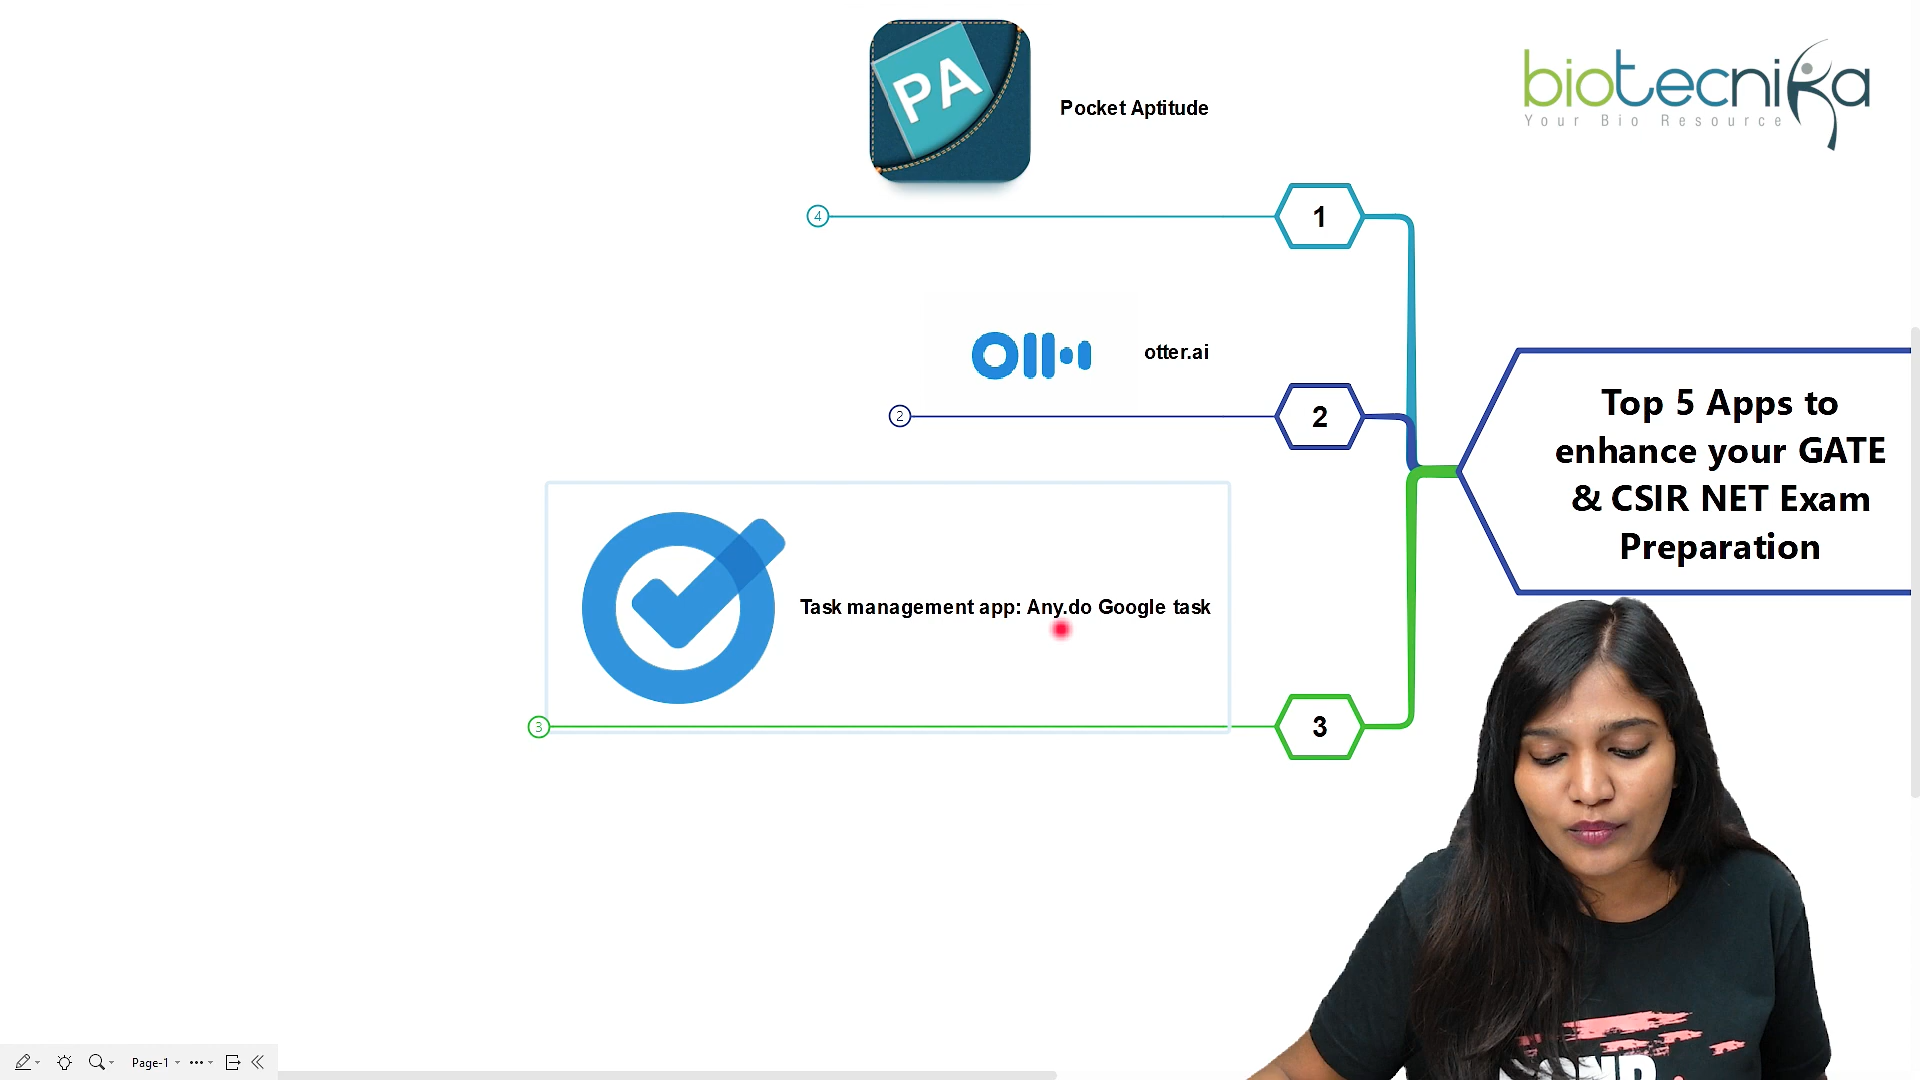 PA
Pocket Aptitude
biotecnika
Your Bio Resource
4
1
otter.ai
2
2
Top 5 Apps to
enhance your GATE
& CSIR NET Exam
Preparation
Task management app: Any.do Google task
3
3
Page-1